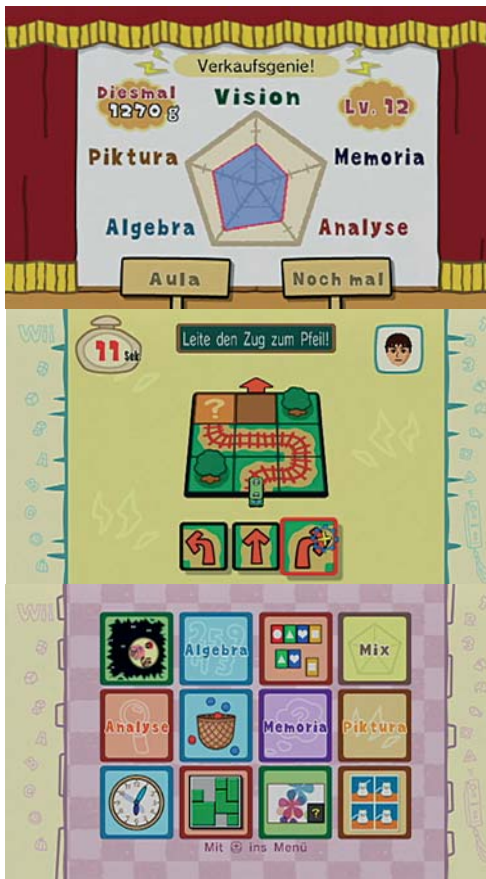 Verkaufsgenie!
Diesmal
1270 g
Vision
Lv. 12
Piktura
Memoria
Algebra
Analyse
Aula
Noch mal
Wii
11 Sek
Leite den Zug zum Pfeil!
?
Wii
Algebra
Mix
Analyse
Memoria
Piktura
?
Mit + ins Menü